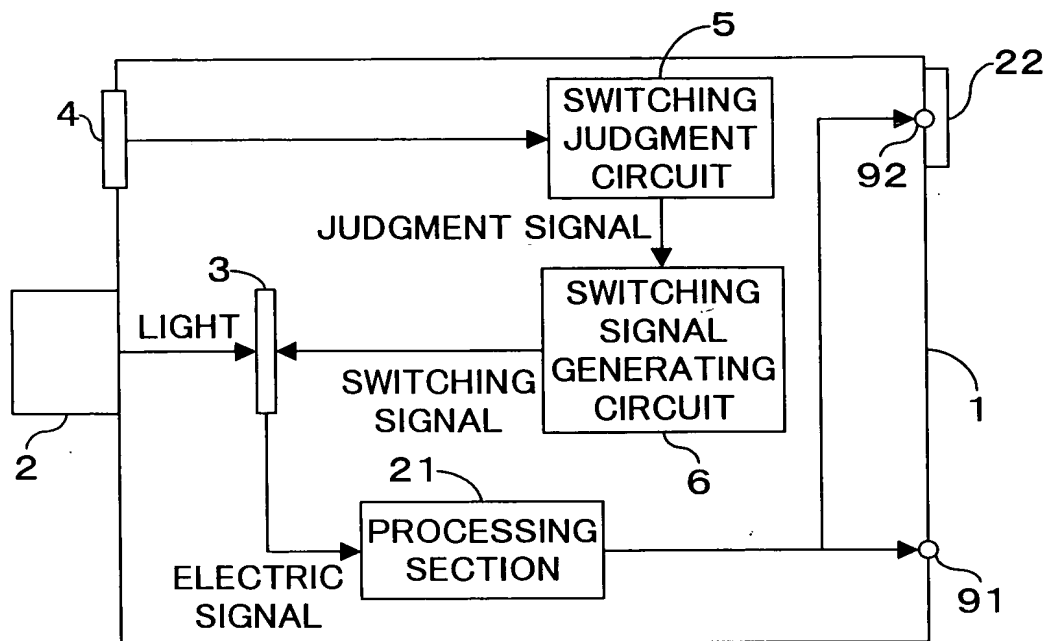 5
22
4
SWITCHING
JUDGMENT
CIRCUIT
92
JUDGMENT SIGNAL
3
LIGHT
SWITCHING
SIGNAL
GENERATING
CIRCUIT
SWITCHING
SIGNAL
1
2
6
21
PROCESSING
SECTION
ELECTRIC
SIGNAL
91